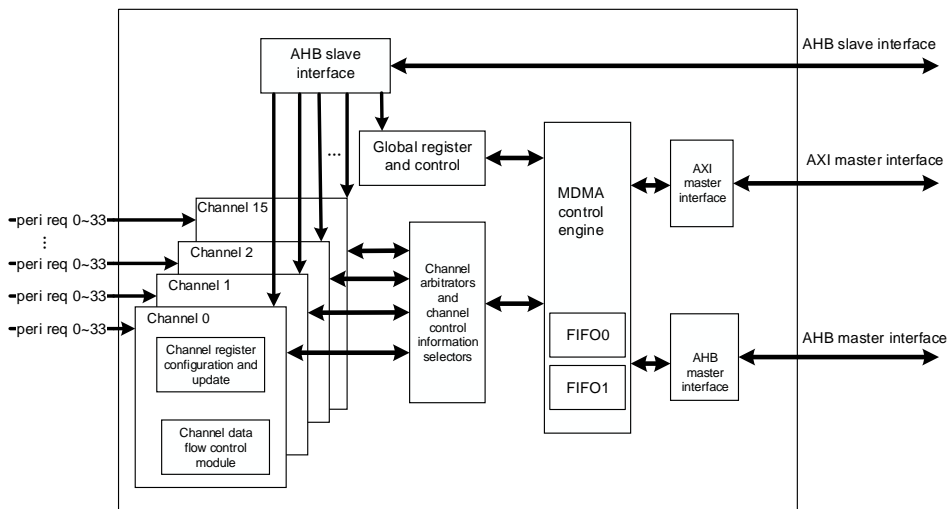 AHB slave
interface
AHB slave interface
...
Global register
and control
MDMA
control
engine
AXI
master
interface
AXI master interface
peri req 0~33
...
peri req 0~33
peri req 0~33
peri req 0~33
Channel 15
Channel 2
Channel 1
Channel 0
Channel register
configuration and
update
Channel data
flow control
module
Channel
arbitrators
and
channel
control
information
selectors
FIFO0
FIFO1
AHB
master
interface
AHB master interface